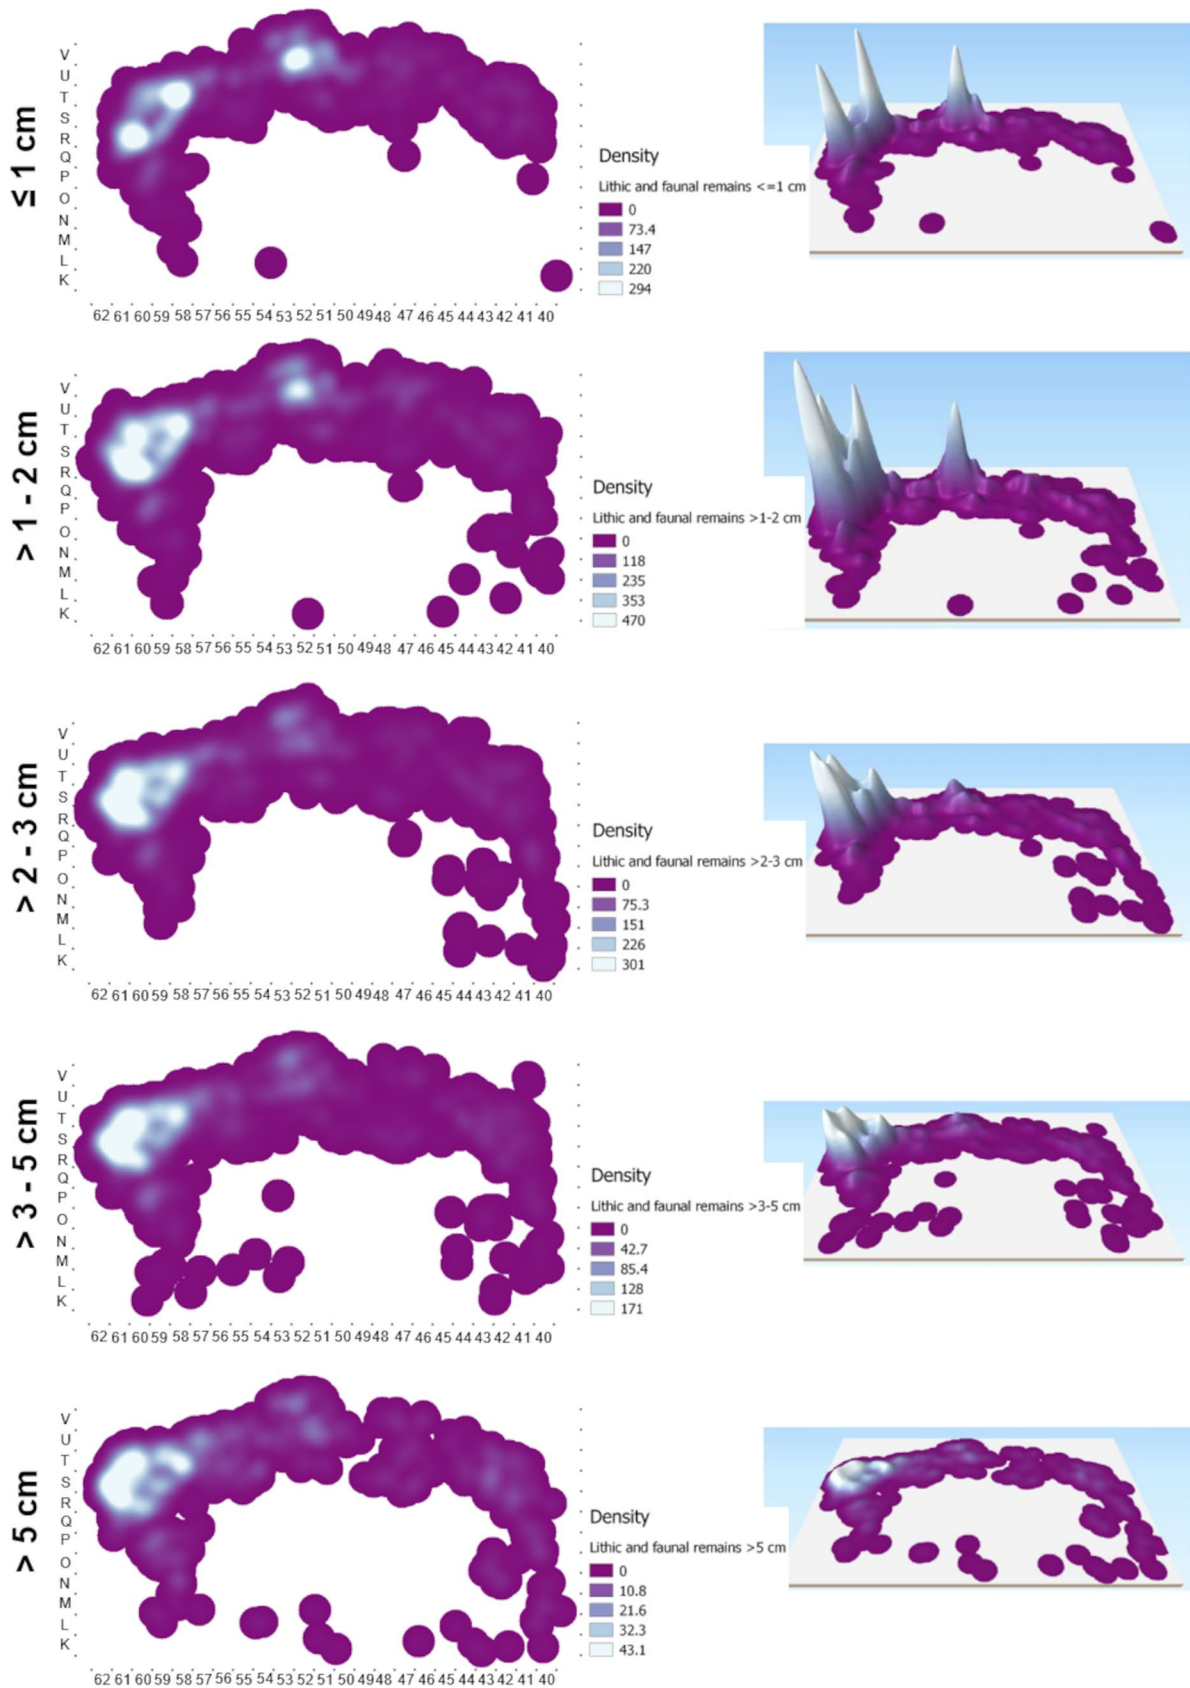 ≤ 1 cm
V
U
T
S
R
Q
P
O
N
M
L
K
62 61 60 59 58 57 56 55 54 53 52 51 50 49 48 47 46 45 44 43 42 41 40
Density
Lithic and faunal remains <=1 cm
0
73.4
147
220
294
> 1 - 2 cm
V
U
T
S
R
Q
P
O
N
M
L
K
62 61 60 59 58 57 56 55 54 53 52 51 50 49 48 47 46 45 44 43 42 41 40
Density
Lithic and faunal remains >1-2 cm
0
118
235
353
470
> 2 - 3 cm
V
U
T
S
R
Q
P
O
N
M
L
K
62 61 60 59 58 57 56 55 54 53 52 51 50 49 48 47 46 45 44 43 42 41 40
Density
Lithic and faunal remains >2-3 cm
0
75.3
151
226
301
> 3 - 5 cm
V
U
T
S
R
Q
P
O
N
M
L
K
62 61 60 59 58 57 56 55 54 53 52 51 50 49 48 47 46 45 44 43 42 41 40
Density
Lithic and faunal remains >3-5 cm
0
42.7
85.4
128
171
> 5 cm
V
U
T
S
R
Q
P
O
N
M
L
K
62 61 60 59 58 57 56 55 54 53 52 51 50 49 48 47 46 45 44 43 42 41 40
Density
Lithic and faunal remains >5 cm
0
10.8
21.6
32.3
43.1